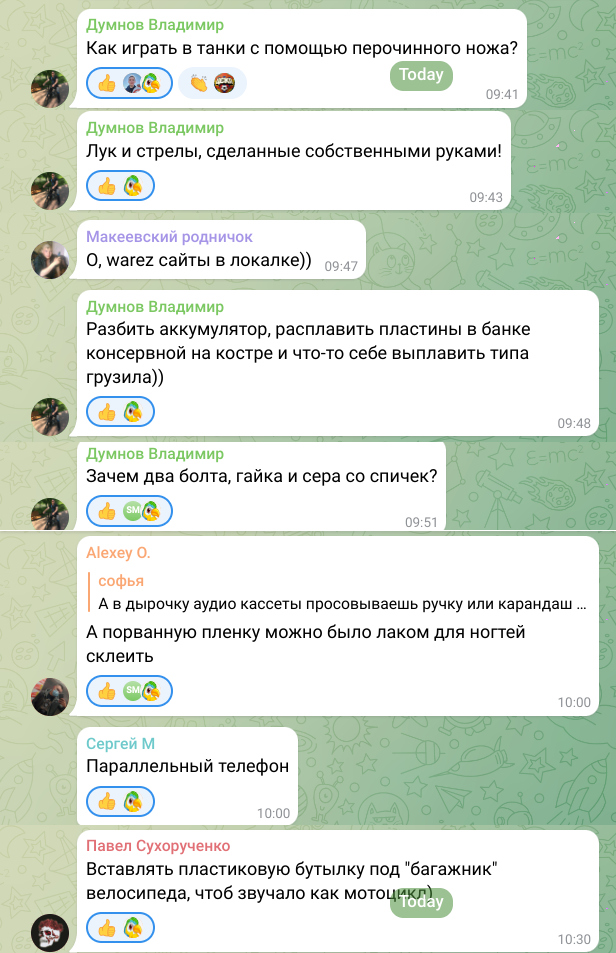 Думнов Владимир
Как играть в танки с помощью перочинного ножа?
Today
09:41
Думнов Владимир
Лук и стрелы, сделанные собственными руками!
09:43
Макеевский родничок
О, warez сайты в локалке))
09:47
Думнов Владимир
Разбить аккумулятор, расплавить пластины в банке
консервной на костре и что-то себе выплавить типа
грузила))
09:48
Думнов Владимир
Зачем два болта, гайка и сера со спичек?
SM
09:51
Alexey O.
софья
А в дырочку аудио кассеты просовываешь ручку или карандаш ...
А порванную пленку можно было лаком для ногтей
склеить
SM
10:00
Сергей М
Параллельный телефон
10:00
Павел Сухорученко
Вставлять пластиковую бутылку под "багажник"
велосипеда, чтоб звучало как мотоцикл)
Today
10:30